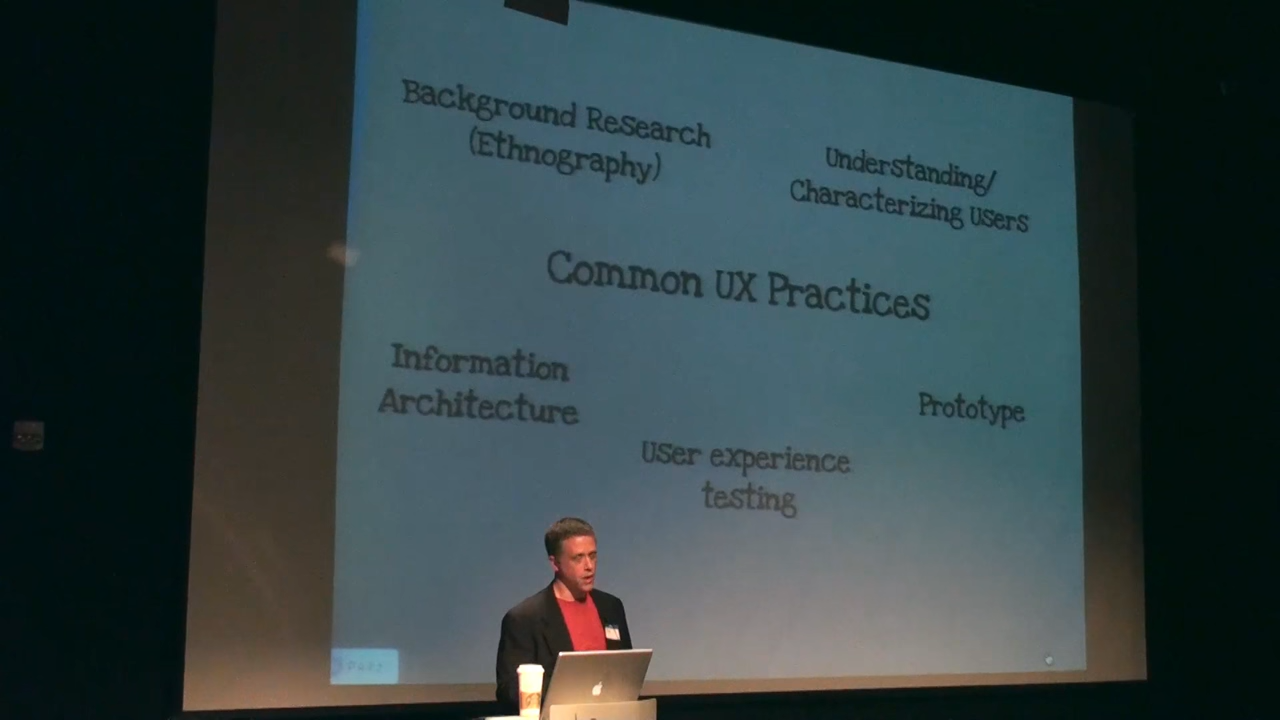 Background Research
(Ethnography)
Understanding/
Characterizing Users
Common UX Practices
Information
Architecture
Prototype
User experience
testing